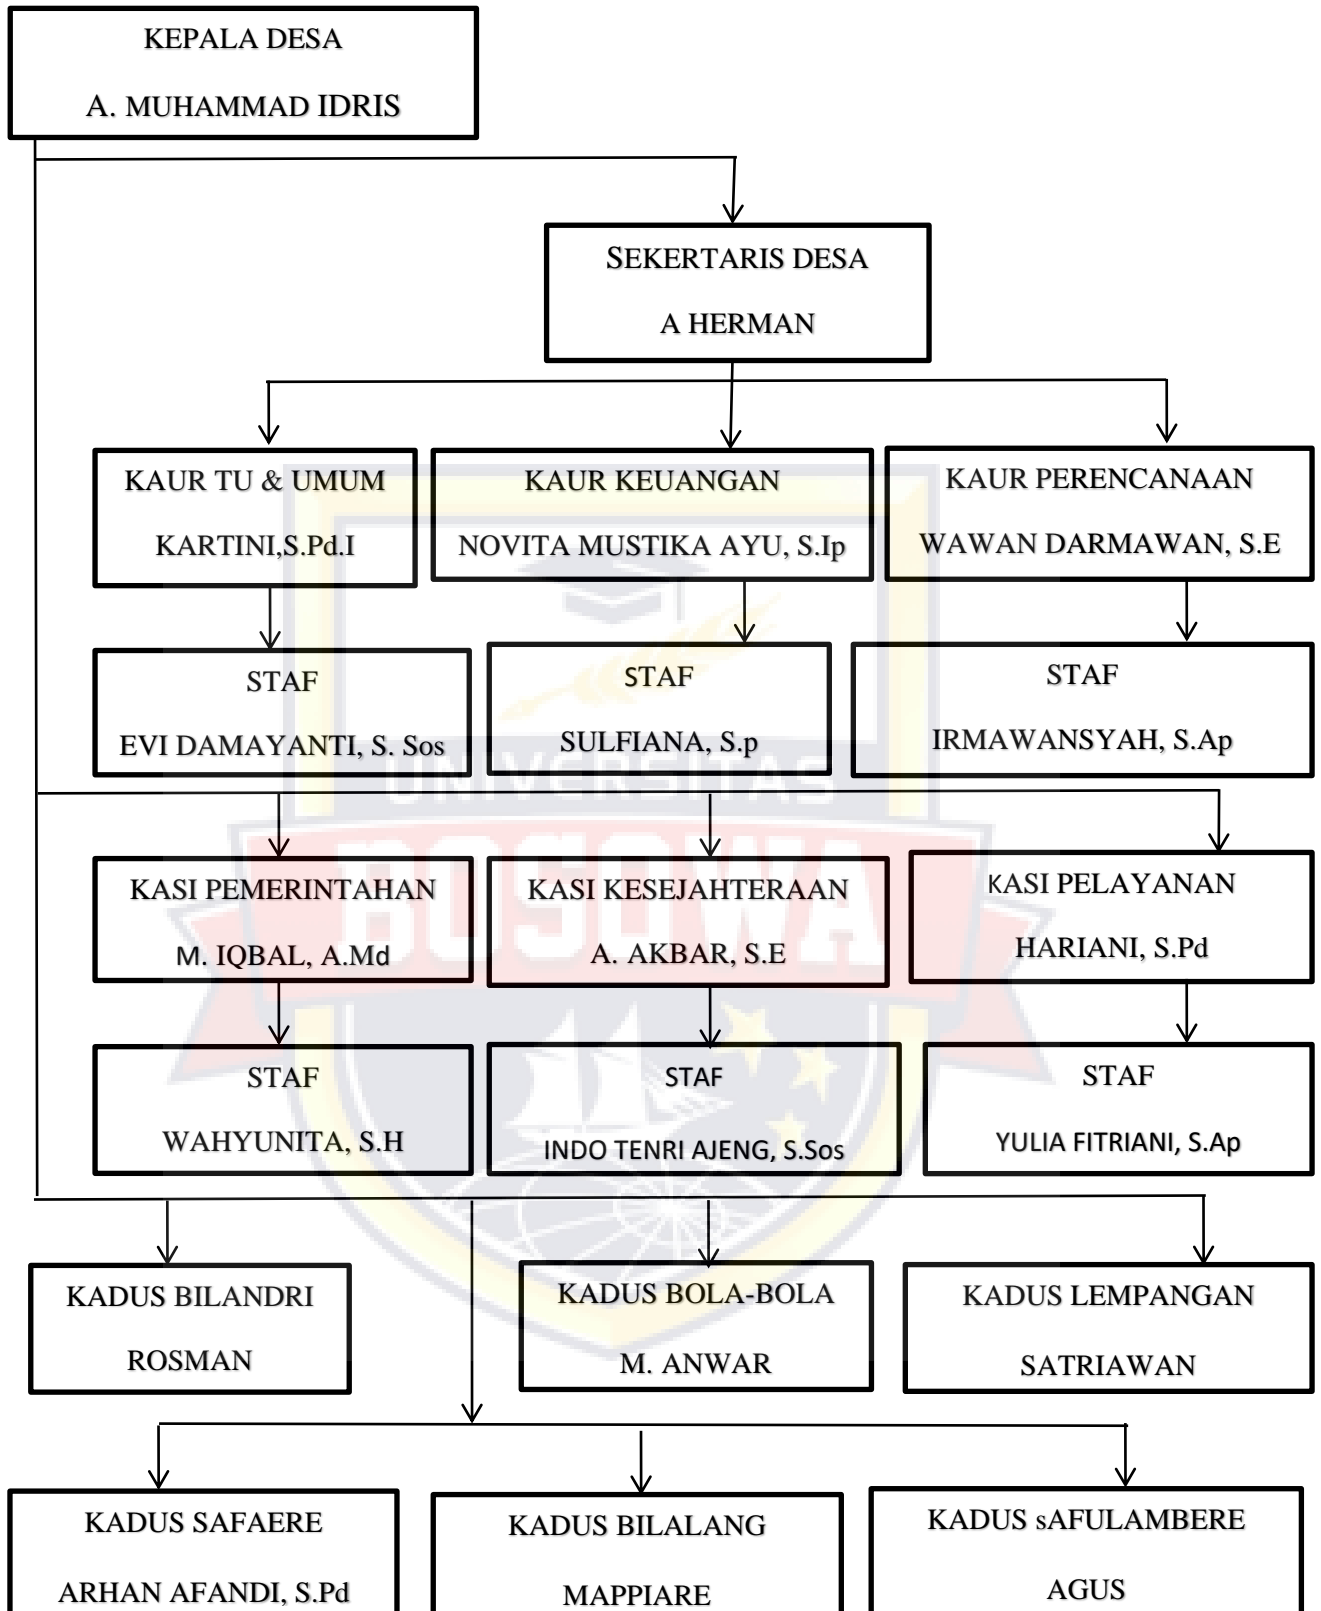 KEPALA DESA
A. MUHAMMAD IDRIS
SEKERTARIS DESA
A HERMAN
KAUR TU & UMUM
KARTINI,S.Pd.I
KAUR KEUANGAN
NOVITA MUSTIKA AYU, S.Ip
KAUR PERENCANAAN
WAWAN DARMAWAN, S.E
STAF
EVI DAMAYANTI, S. Sos
STAF
SULFIANA, S.p
STAF
IRMAWANSYAH, S.Ap
UNIVERSITAS
BOSOWA
KASI PEMERINTAHAN
M. IQBAL, A.Md
KASI KESEJAHTERAAN
A. AKBAR, S.E
KASI PELAYANAN
HARIANI, S.Pd
STAF
WAHYUNITA, S.H
STAF
INDO TENRI AJENG, S.Sos
STAF
YULIA FITRIANI, S.Ap
KADUS BILANDRI
ROSMAN
KADUS BOLA-BOLA
M. ANWAR
KADUS LEMPANGAN
SATRIAWAN
KADUS SAFAERE
ARHAN AFANDI, S.Pd
KADUS BILALANG
MAPPIARE
KADUS sAFULAMBERE
AGUS